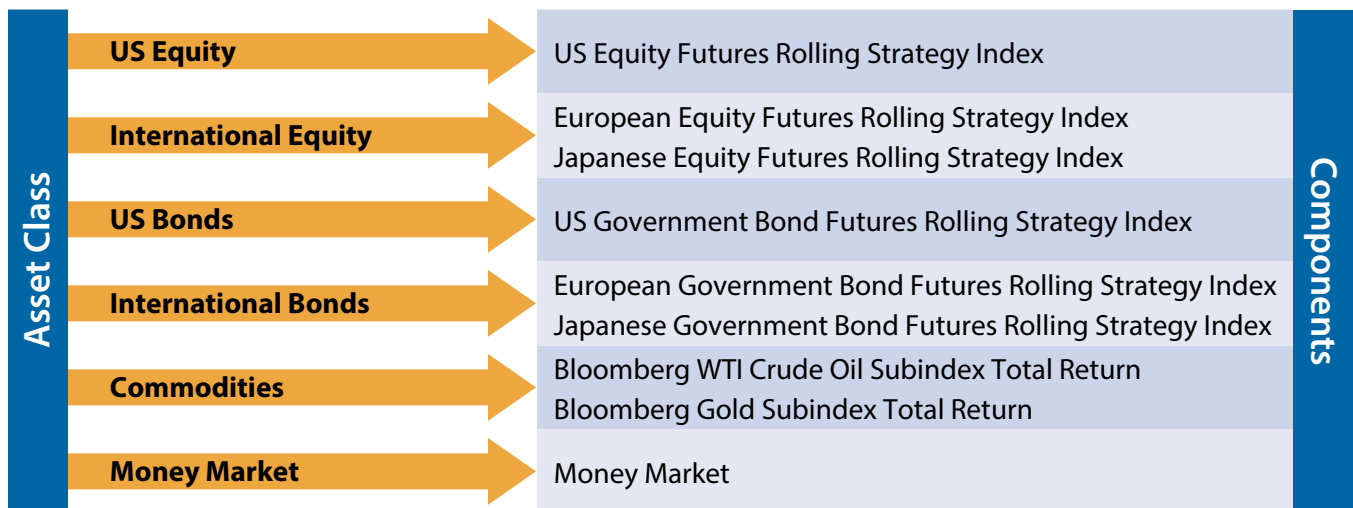 Asset Class
US Equity
US Equity Futures Rolling Strategy Index
International Equity
European Equity Futures Rolling Strategy Index
Japanese Equity Futures Rolling Strategy Index
US Bonds
US Government Bond Futures Rolling Strategy Index
International Bonds
European Government Bond Futures Rolling Strategy Index
Japanese Government Bond Futures Rolling Strategy Index
Commodities
Bloomberg WTI Crude Oil Subindex Total Return
Bloomberg Gold Subindex Total Return
Money Market
Money Market
Components